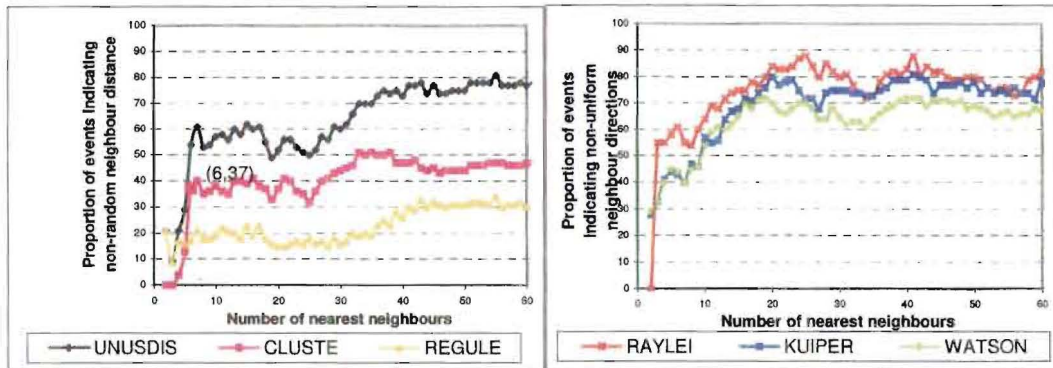 Proportion of events Indicating
non-random neighbour distance
100
90
80
70
60
50
40
30
20
10
0
(6,37)
0
10
20
30
40
50
60
Number of nearest neighbours
UNUSDIS
CLUSTE
REGULE
Proportion of events
Indicating non-uniform
neighbour directions
100
90
80
70
60
50
40
30
20
10
0
0
10
20
30
40
50
60
Number of nearest neighbours
RAYLEI
KUIPER
WATSON